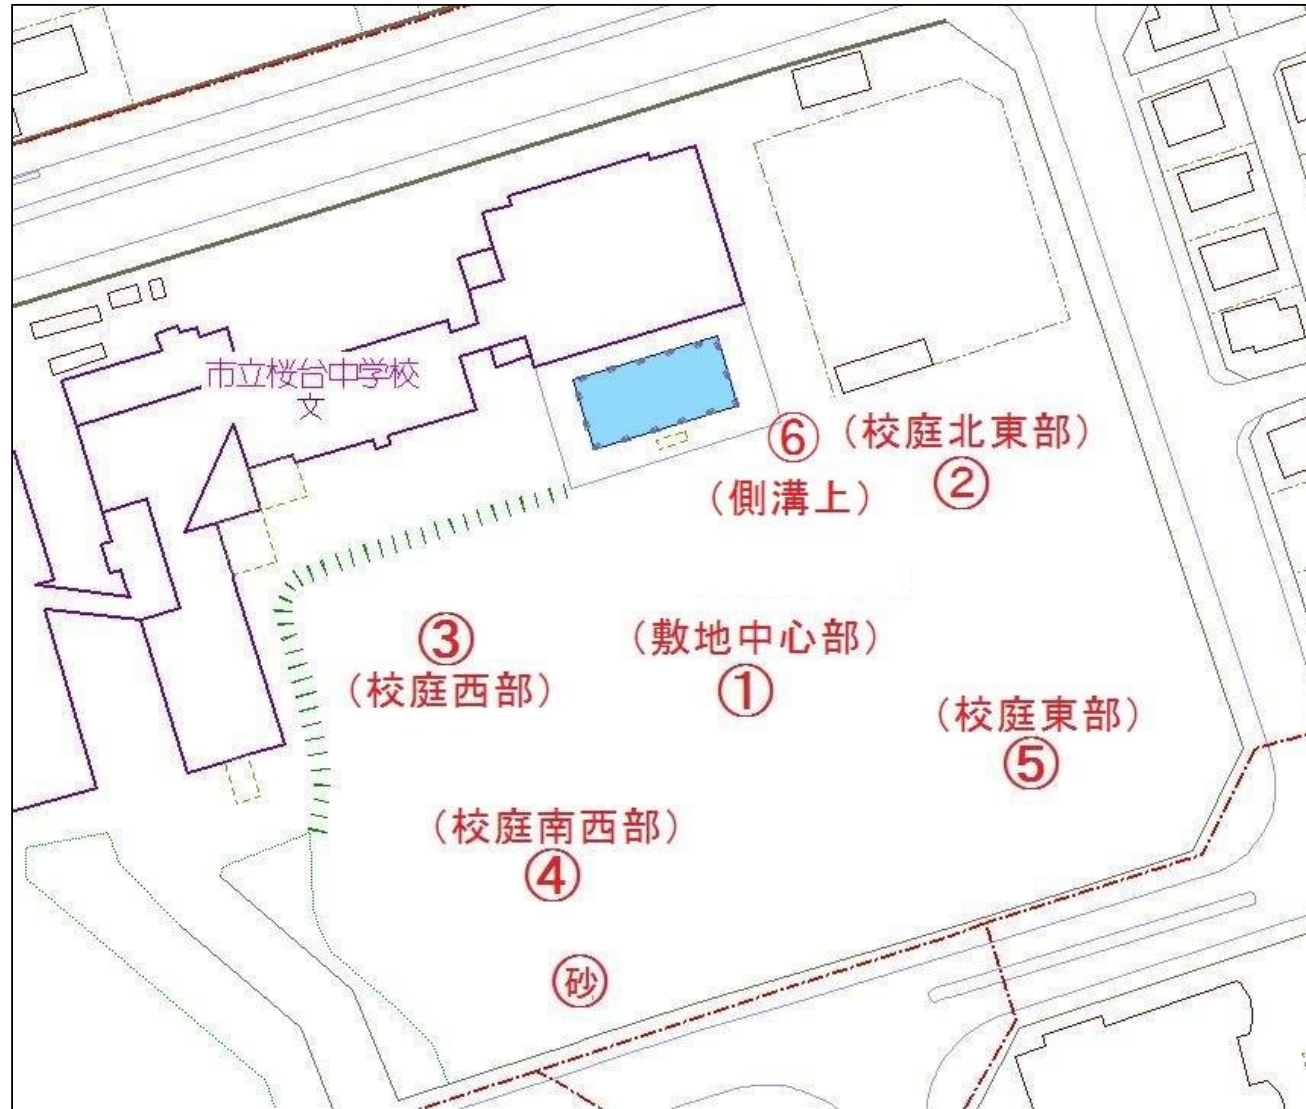 市立桜台中学校
文
⑥
（校庭北東部）
②
（側溝上）
③
（校庭西部）
（敷地中心部）
①
（校庭東部）
⑤
（校庭南西部）
④
砂